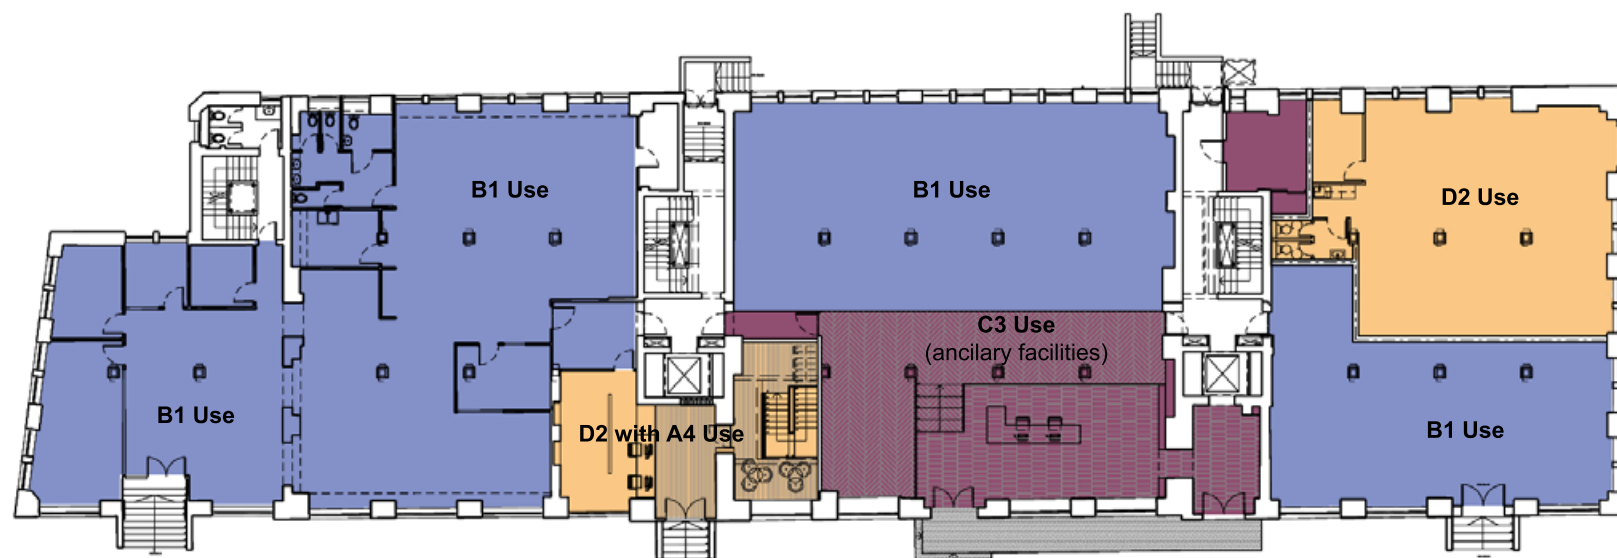 B1 Use
B1 Use
D2 Use
C3 Use
(ancilary facilities)
B1 Use
D2 with A4 Use
B1 Use